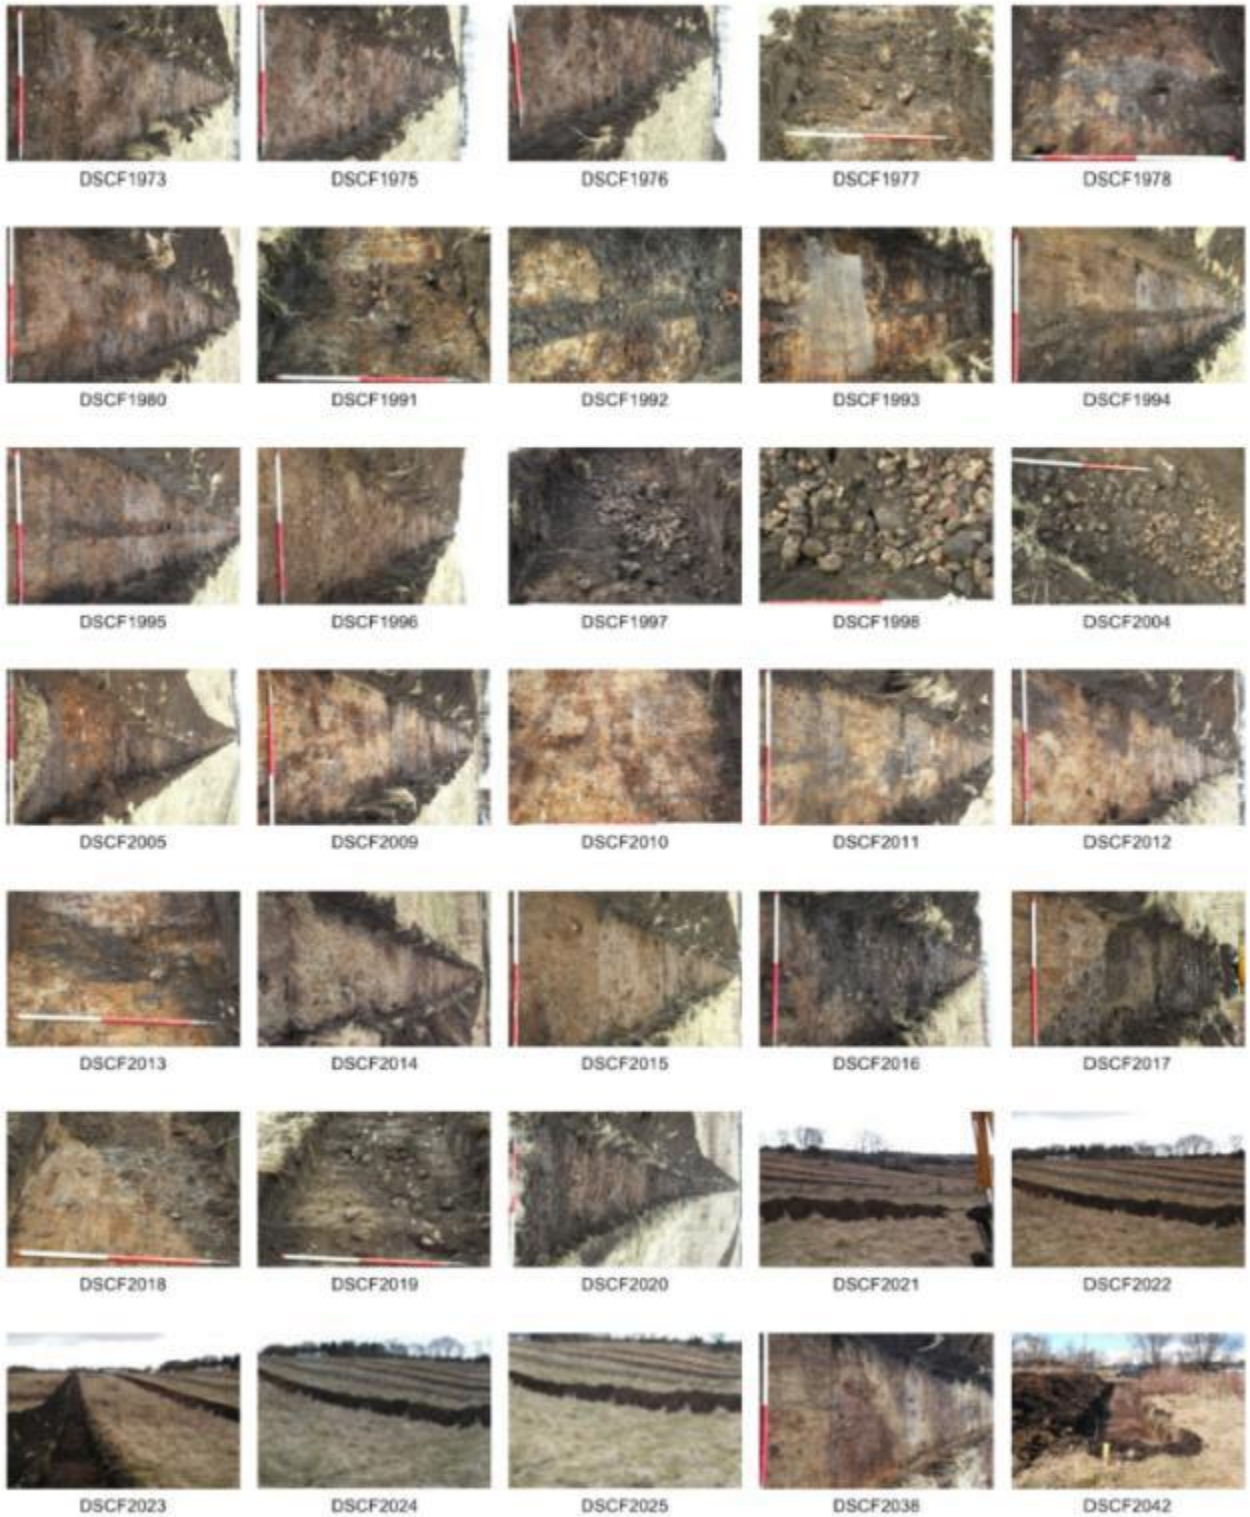 DSCF1973 DSCF1975 DSCF1976 DSCF1977 DSCF1978
DSCF1980 DSCF1991 DSCF1992 DSCF1993 DSCF1994
DSCF1995 DSCF1996 DSCF1997 DSCF1998 DSCF2004
DSCF2005 DSCF2009 DSCF2010 DSCF2011 DSCF2012
DSCF2013 DSCF2014 DSCF2015 DSCF2016 DSCF2017
DSCF2018 DSCF2019 DSCF2020 DSCF2021 DSCF2022
DSCF2023 DSCF2024 DSCF2025 DSCF2038 DSCF2042